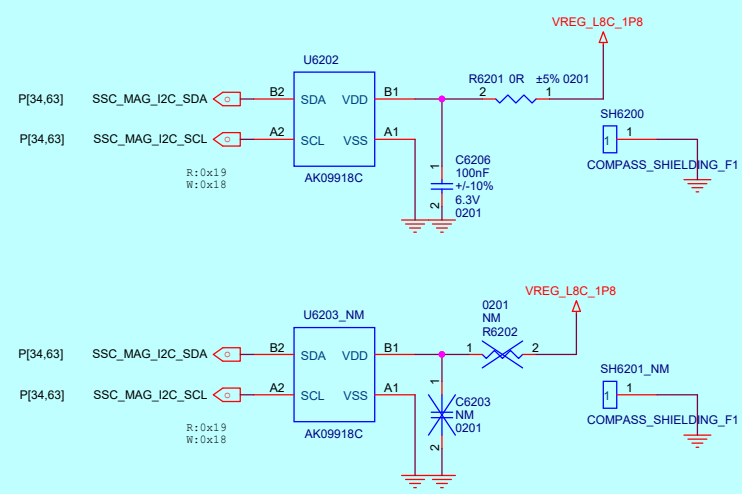 VREG_L8C_1P8
U6202
R6201 0R ±5% 0201
2 1
P[34,63] SSC_MAG_I2C_SDA B2 SDA VDD B1
SH6200
1 1
P[34,63] SSC_MAG_I2C_SCL A2 SCL VSS A1
COMPASS_SHIELDING_F1
R:0x19
W:0x18
AK09918C
1
C6206
100nF
+/-10%
6.3V
0201
2
VREG_L8C_1P8
0201
NM
R6202
1 2
U6203_NM
P[34,63] SSC_MAG_I2C_SDA B2 SDA VDD B1
SH6201_NM
1 1
P[34,63] SSC_MAG_I2C_SCL A2 SCL VSS A1
COMPASS_SHIELDING_F1
R:0x19
W:0x18
AK09918C
1
C6203
NM
0201
2